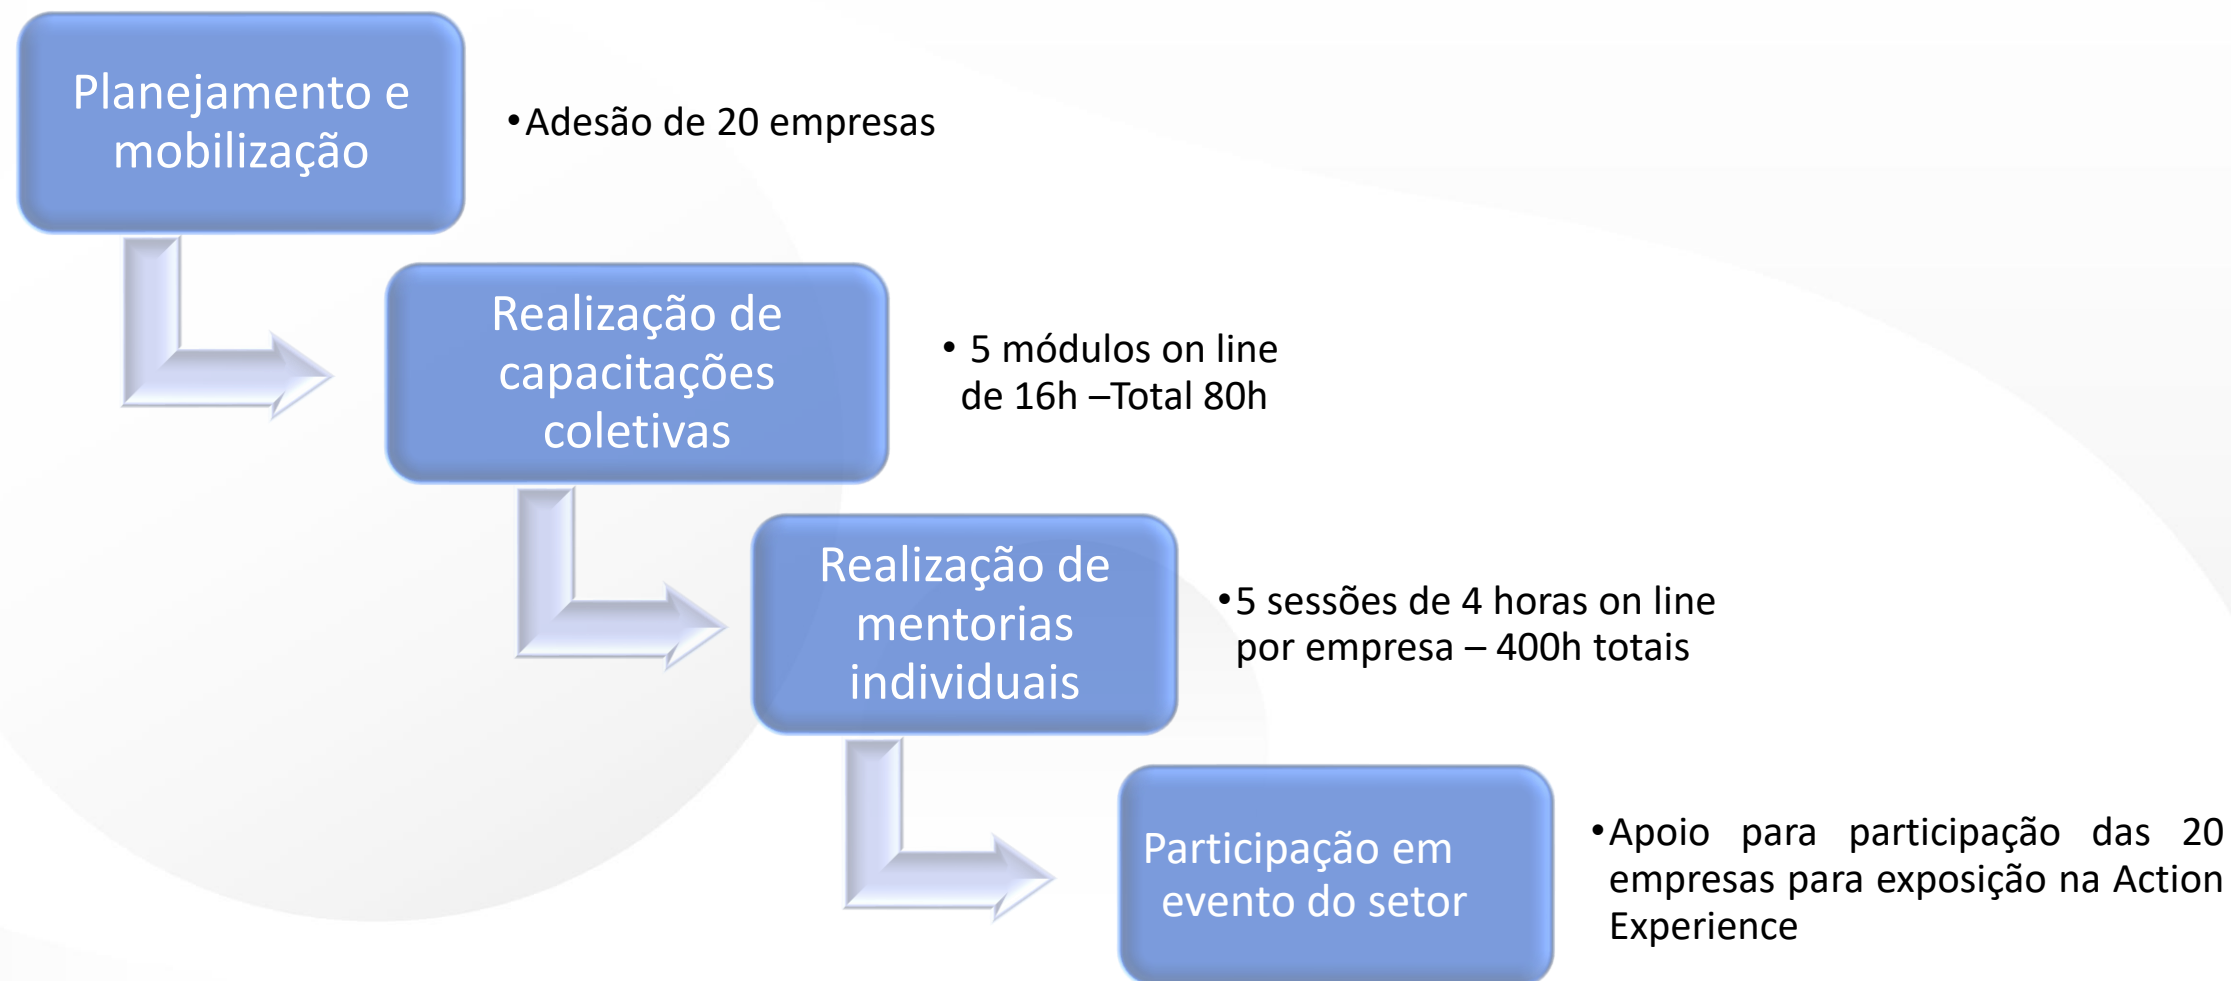 Planejamento e
mobilização
•Adesão de 20 empresas
Realização de
capacitações
coletivas
• 5 módulos on line
de 16h –Total 80h
Realização de
mentorias
individuais
•5 sessões de 4 horas on line
por empresa – 400h totais
Participação em
evento do setor
•Apoio para participação das 20
empresas para exposição na Action
Experience